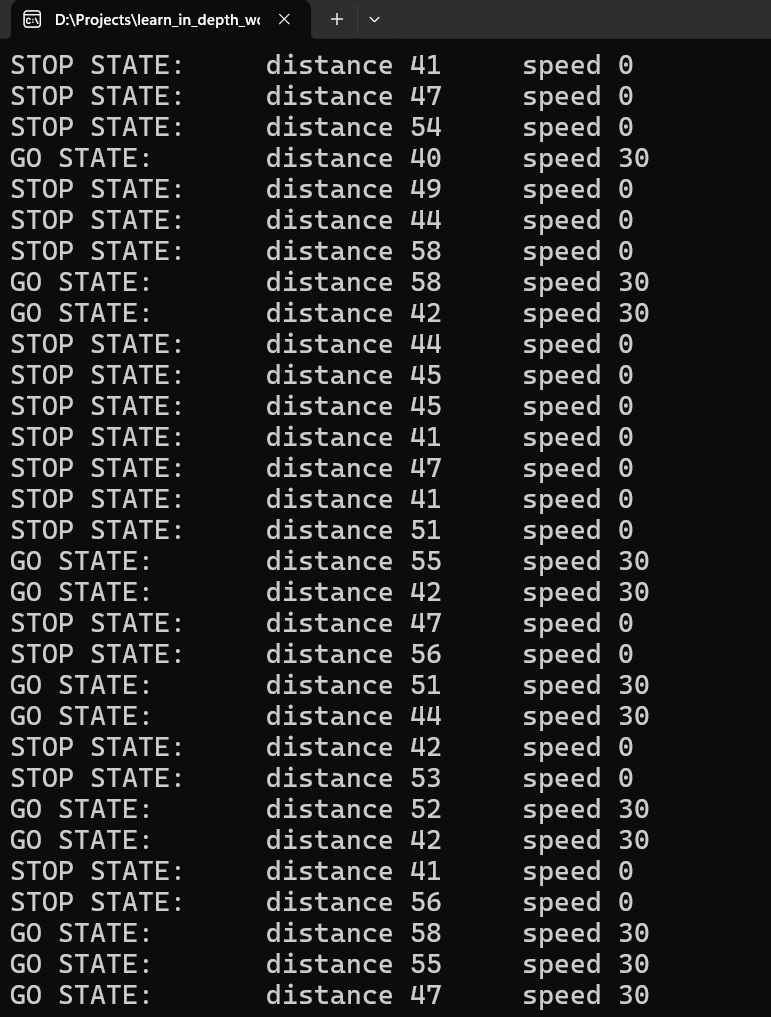 D:\Projects\learn_in_depth_wo
STOP STATE: distance 41 speed 0
STOP STATE: distance 47 speed 0
STOP STATE: distance 54 speed 0
GO STATE: distance 40 speed 30
STOP STATE: distance 49 speed 0
STOP STATE: distance 44 speed 0
STOP STATE: distance 58 speed 0
GO STATE: distance 58 speed 30
GO STATE: distance 42 speed 30
STOP STATE: distance 44 speed 0
STOP STATE: distance 45 speed 0
STOP STATE: distance 45 speed 0
STOP STATE: distance 41 speed 0
STOP STATE: distance 47 speed 0
STOP STATE: distance 41 speed 0
STOP STATE: distance 51 speed 0
GO STATE: distance 55 speed 30
GO STATE: distance 42 speed 30
STOP STATE: distance 47 speed 0
STOP STATE: distance 56 speed 0
GO STATE: distance 51 speed 30
GO STATE: distance 44 speed 30
STOP STATE: distance 42 speed 0
STOP STATE: distance 53 speed 0
GO STATE: distance 52 speed 30
GO STATE: distance 42 speed 30
STOP STATE: distance 41 speed 0
STOP STATE: distance 56 speed 0
GO STATE: distance 58 speed 30
GO STATE: distance 55 speed 30
GO STATE: distance 47 speed 30